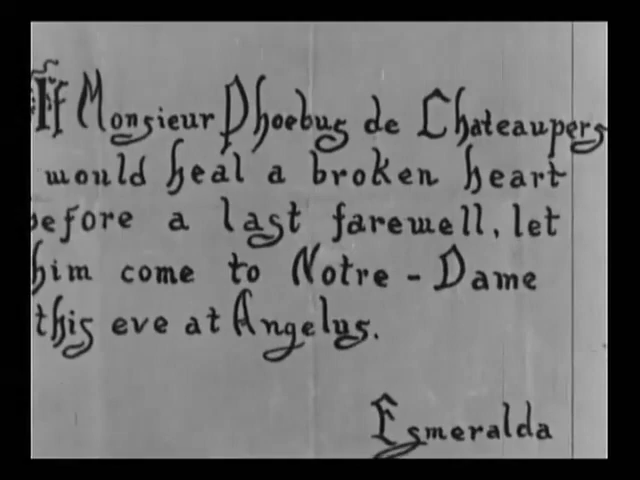 If Monsieur Phoebus de Chateaupers
would heal a broken heart
before a last farewell, let
him come to Notre - Dame
this eve at Angelus.
Esmeralda